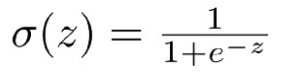 σ(z) = 1/(1+e^{-z})